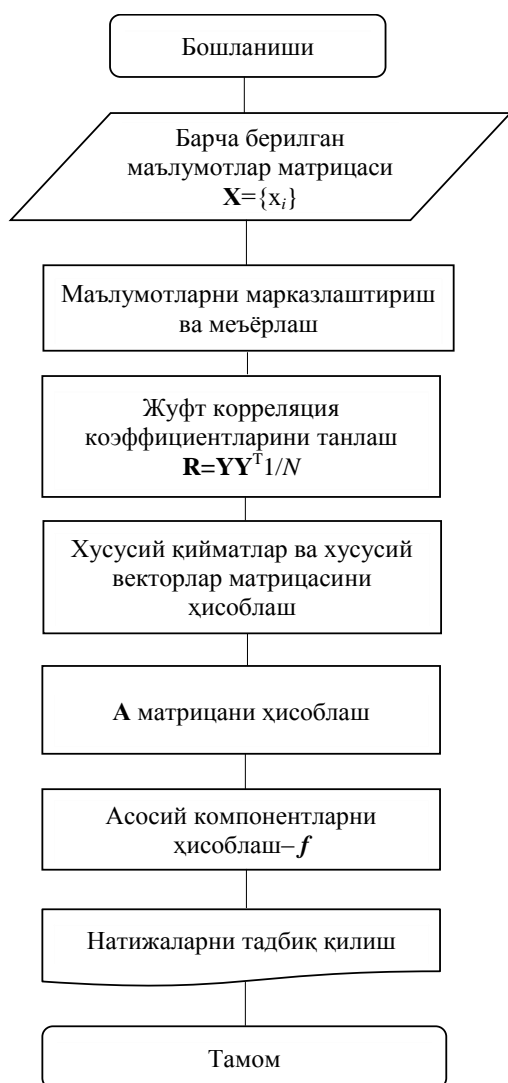 Бошланиши
Барча берилган
маълумотлар матрицаси
X={xᵢ}
Маълумотларни марказлаштириш
ва меъёрлаш
Жуфт корреляция
коэффициентларини танлаш
R=YYᵀ1/N
Хусусий қийматлар ва хусусий
векторлар матрицасини
ҳисоблаш
А матрицани ҳисоблаш
Асосий компонентларни
ҳисоблаш–f
Натижаларни тадбиқ қилиш
Тамом